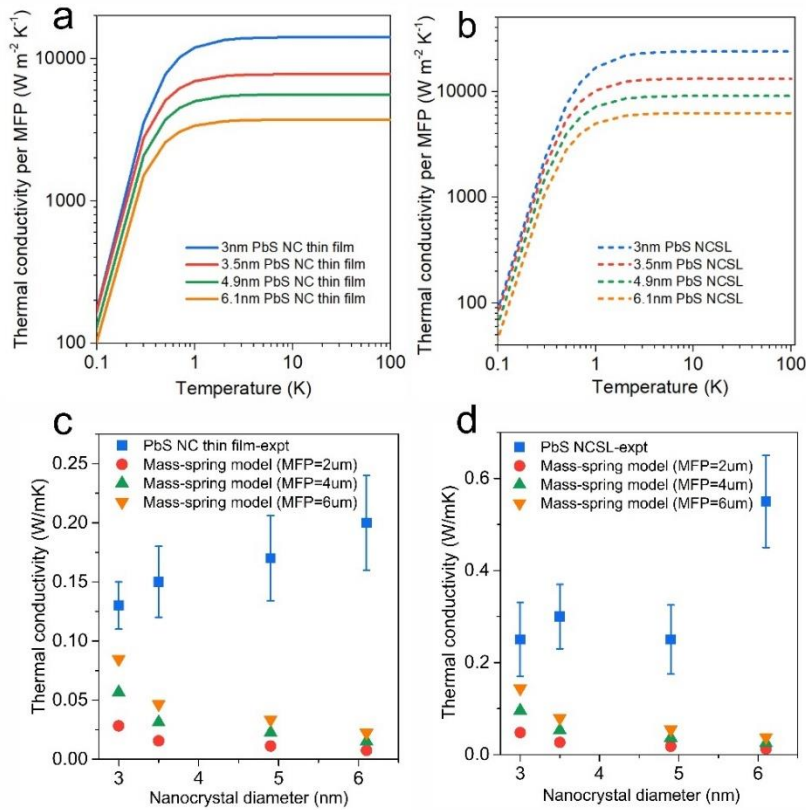 a
Thermal conductivity per MFP (W m⁻² K⁻¹)
10000
1000
100
3nm PbS NC thin film
3.5nm PbS NC thin film
4.9nm PbS NC thin film
6.1nm PbS NC thin film
0.1 1 10 100
Temperature (K)
b
Thermal conductivity per MFP (W m⁻² K⁻¹)
10000
1000
100
3nm PbS NCSL
3.5nm PbS NCSL
4.9nm PbS NCSL
6.1nm PbS NCSL
0.1 1 10 100
Temperature (K)
c
Thermal conductivity (W/mK)
PbS NC thin film-expt
Mass-spring model (MFP=2um)
Mass-spring model (MFP=4um)
Mass-spring model (MFP=6um)
0.25
0.20
0.15
0.10
0.05
0.00
3 4 5 6
Nanocrystal diameter (nm)
d
Thermal conductivity (W/mK)
PbS NCSL-expt
Mass-spring model (MFP=2um)
Mass-spring model (MFP=4um)
Mass-spring model (MFP=6um)
0.6
0.4
0.2
0.0
3 4 5 6
Nanocrystal diameter (nm)